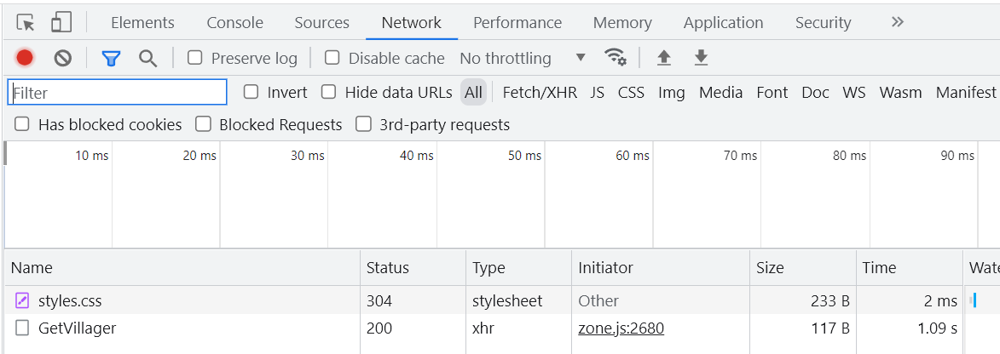 Elements Console Sources Network Performance Memory Application Security
Preserve log Disable cache No throttling
Filter Invert Hide data URLs All Fetch/XHR JS CSS Img Media Font Doc WS Wasm Manifest
Has blocked cookies Blocked Requests 3rd-party requests
10 ms 20 ms 30 ms 40 ms 50 ms 60 ms 70 ms 80 ms 90 ms
Name Status Type Initiator Size Time Wate
styles.css 304 stylesheet Other 233 B 2 ms
GetVillager 200 xhr zone.js:2680 117 B 1.09 s